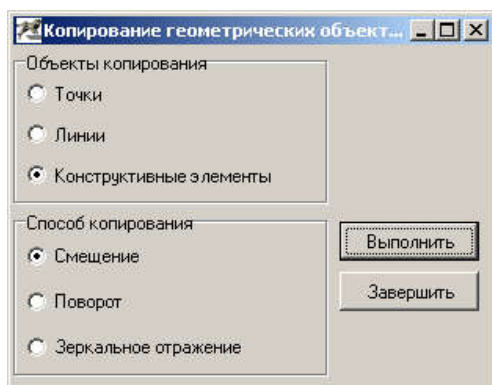 Копирование геометрических объект...
Объекты копирования
Точки
Линии
Конструктивные элементы
Способ копирования
Смещение
Поворот
Зеркальное отражение
Выполнить
Завершить